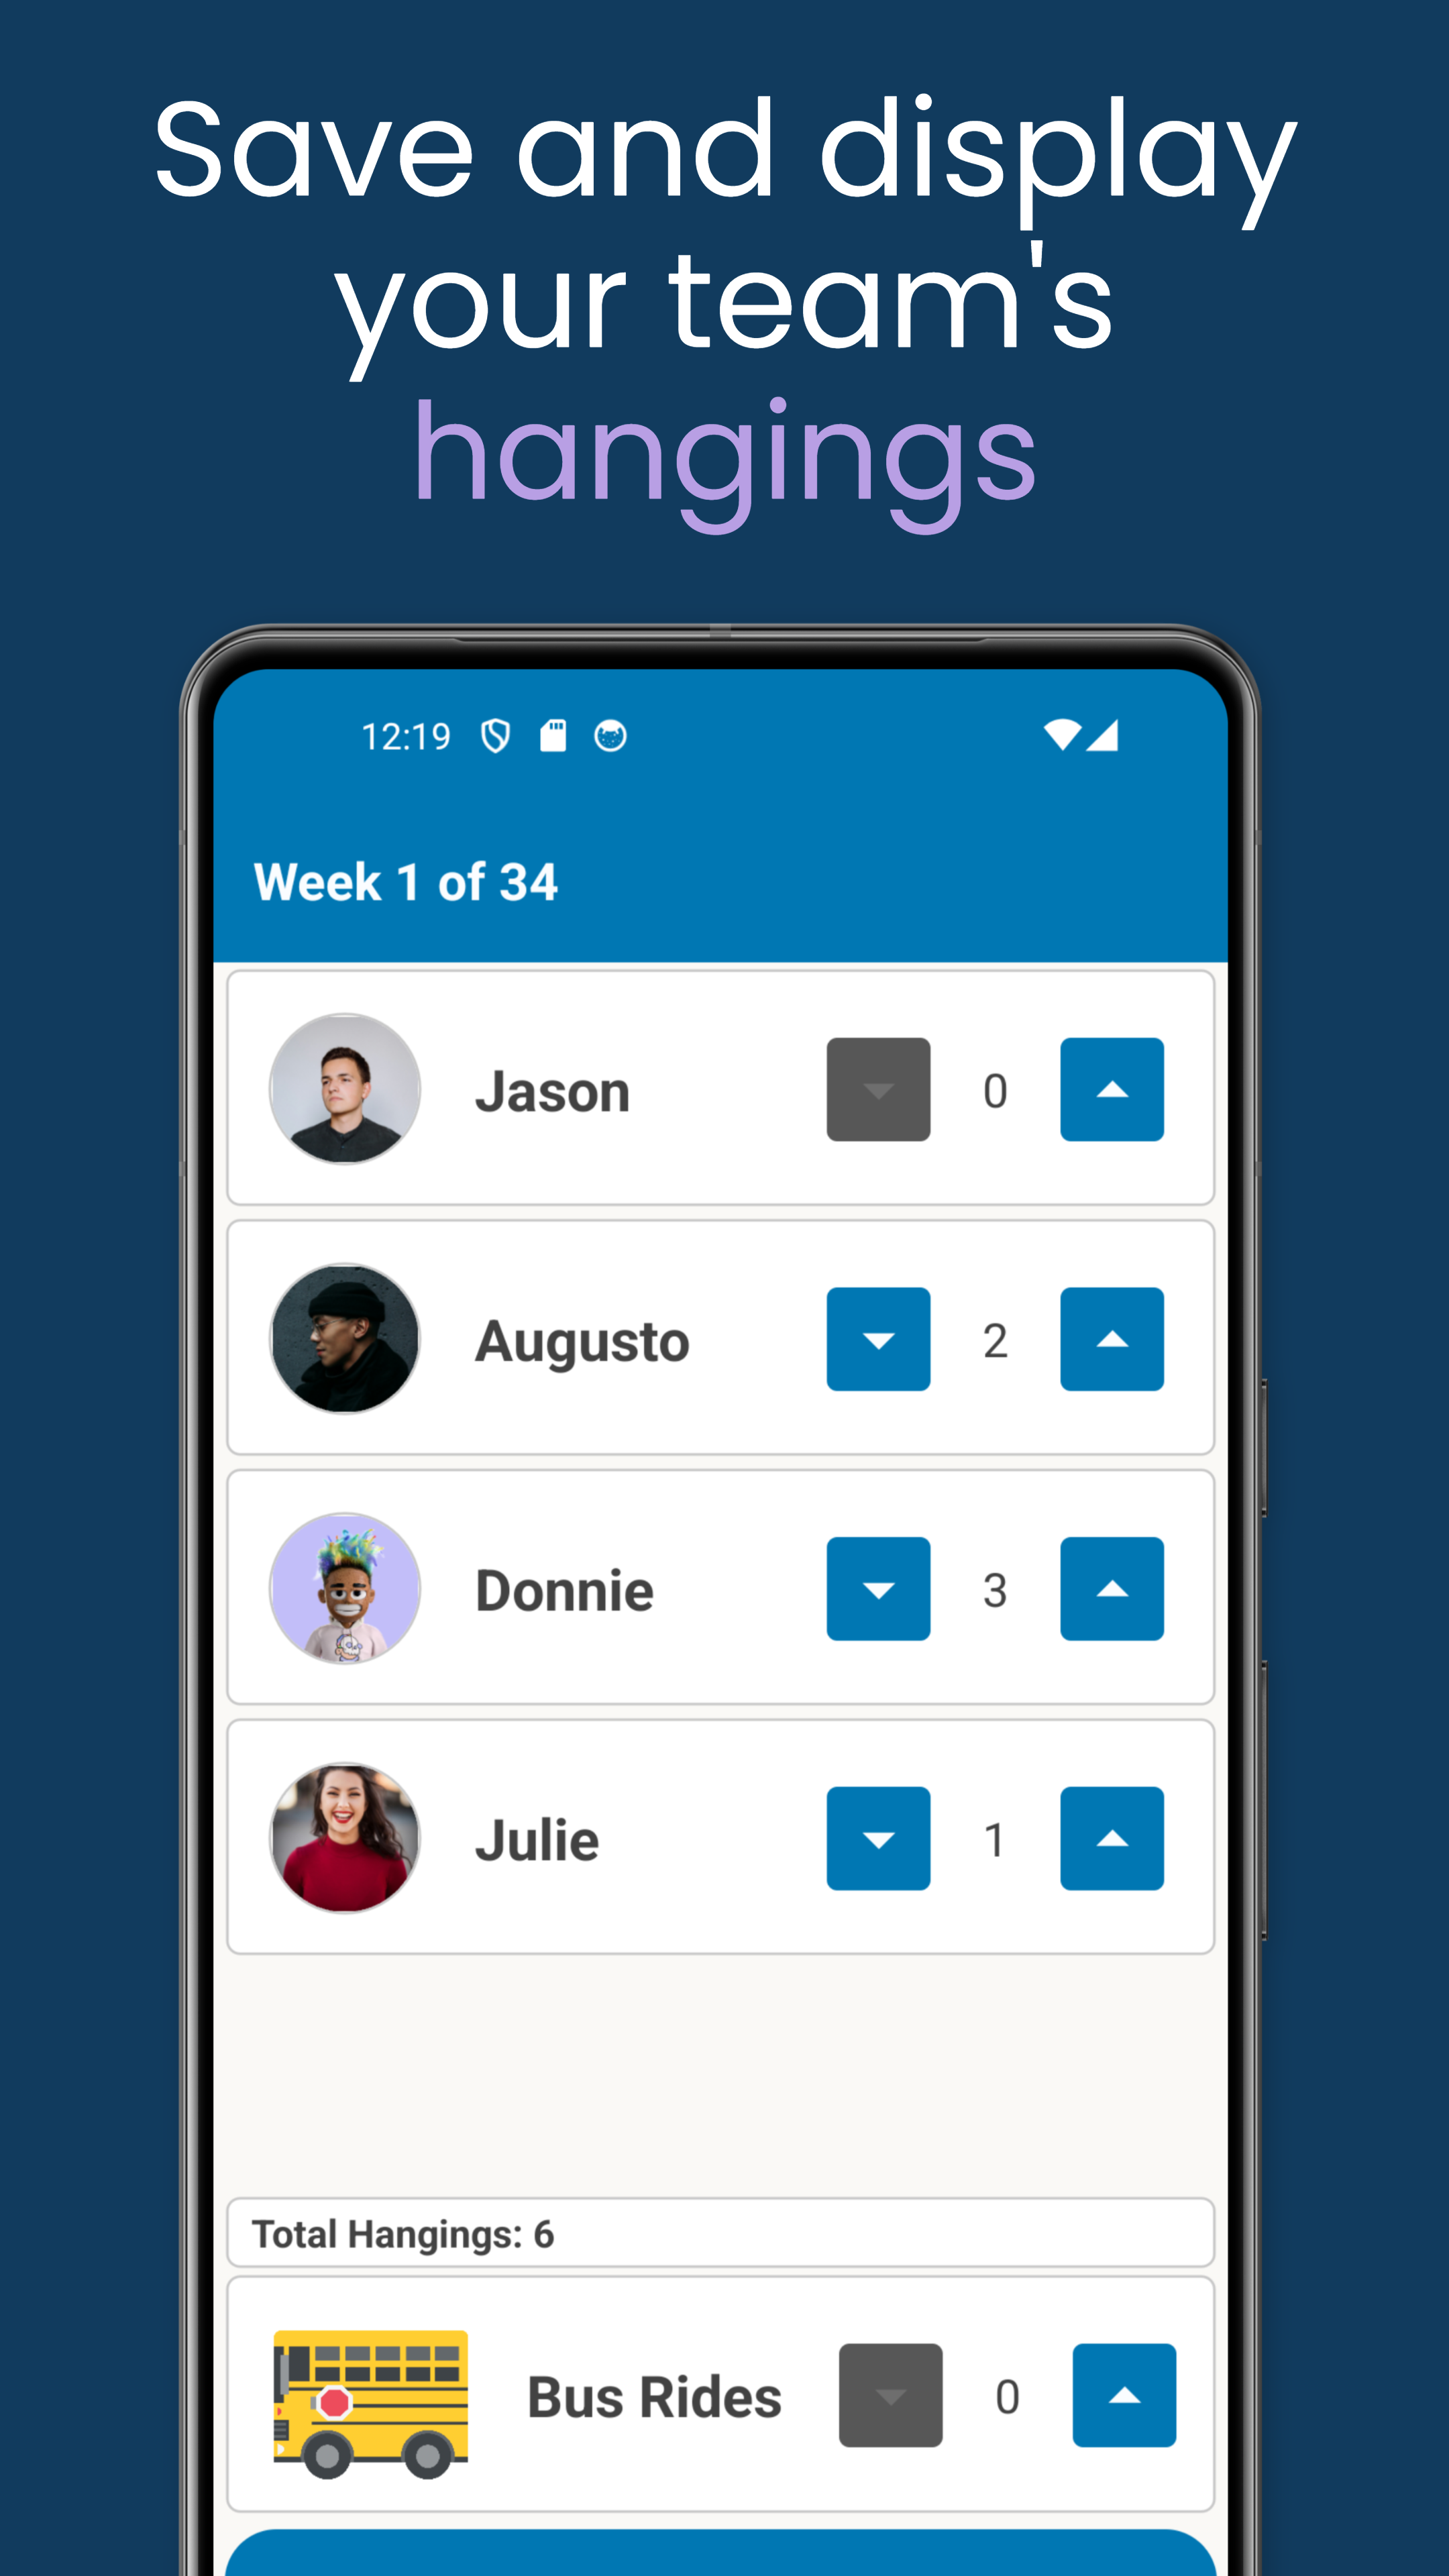 Save and display
your team's
hangings
12:19
Week 1 of 34
Jason 0
Augusto 2
Donnie 3
Julie 1
Total Hangings: 6
Bus Rides 0